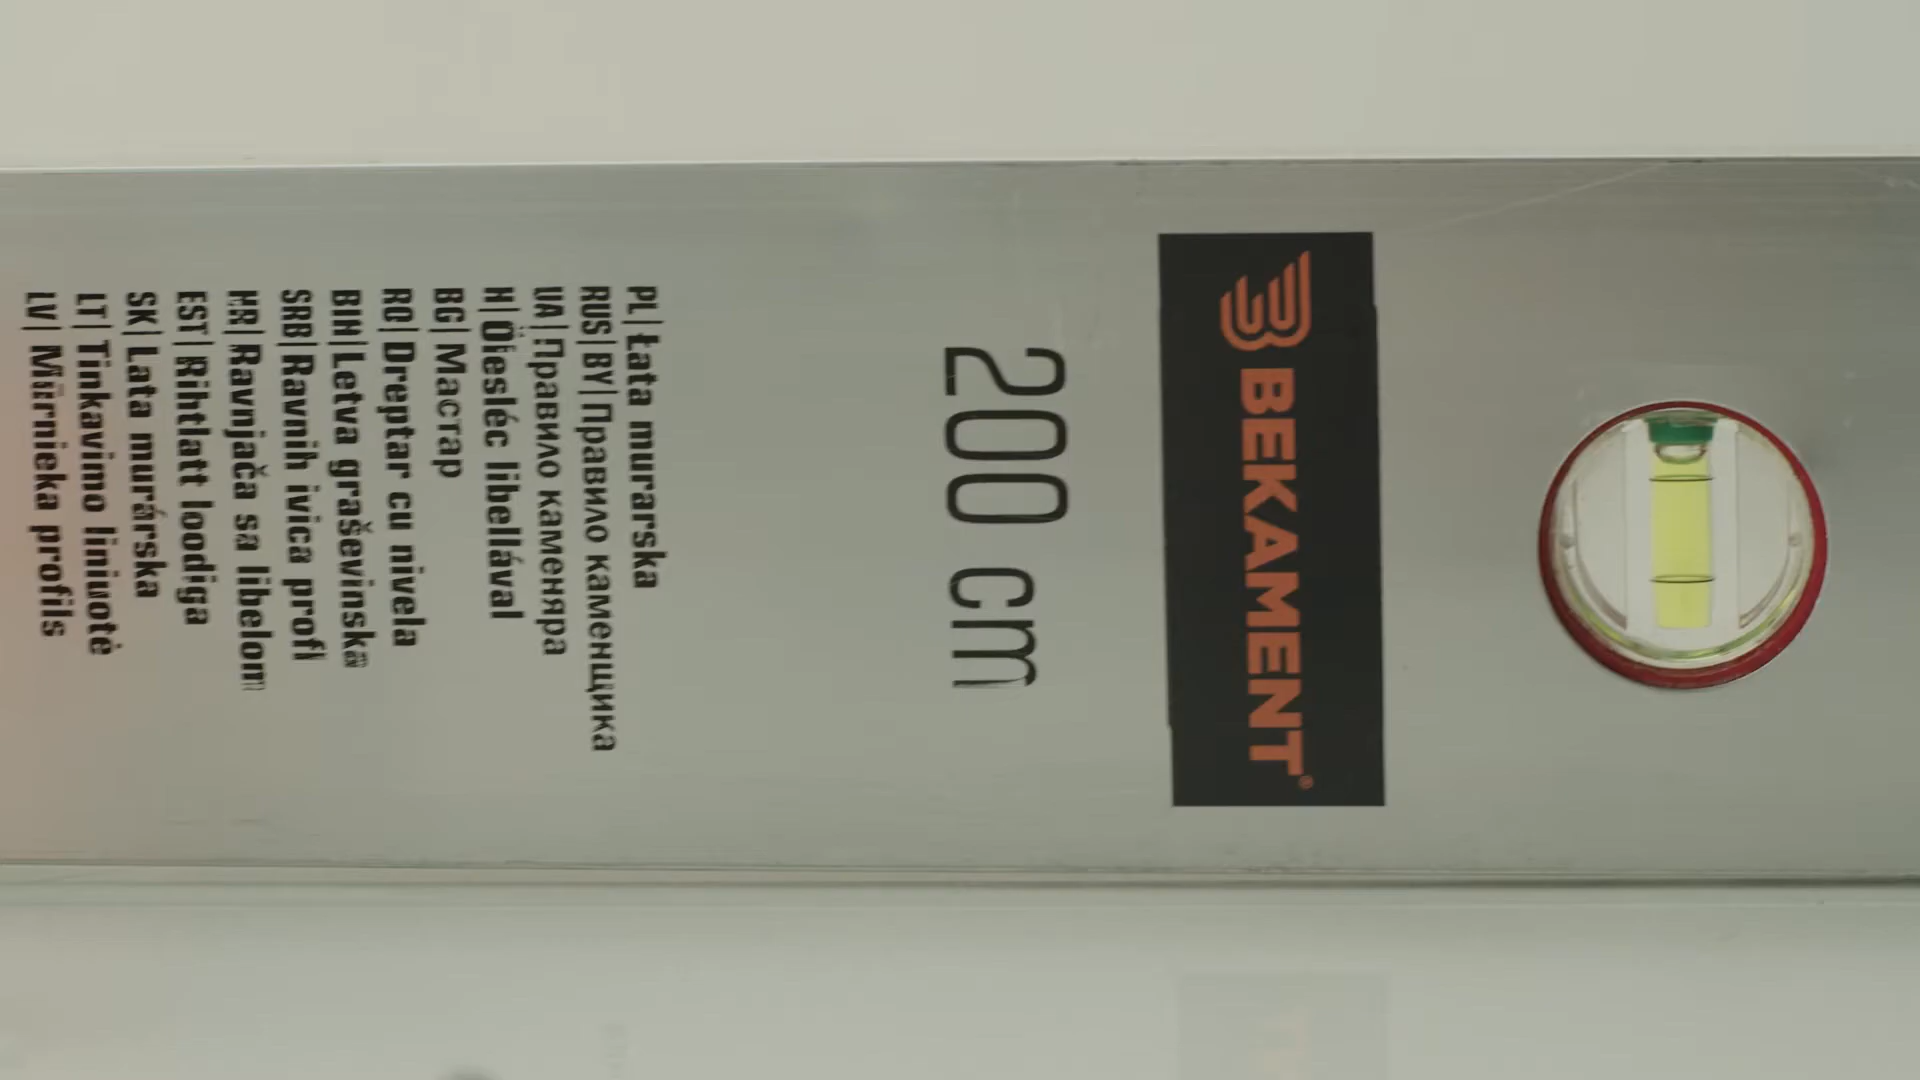 BEKAMENT®
200 cm
PL|Łata murarska
RUS|BY|Правило каменщика
UA|Правило каменяра
H|Őlesléc libellával
BG|Мастар
RO|Dreptar cu nivela
BIH|Letva graševinska
SRB|Ravnih ivica profi
HR|Ravnjača sa libelom
EST|Rihtlatt loodiga
SK|Lata murárska
LT|Tinkavimo liniuotė
LV|Mūrnieka profils